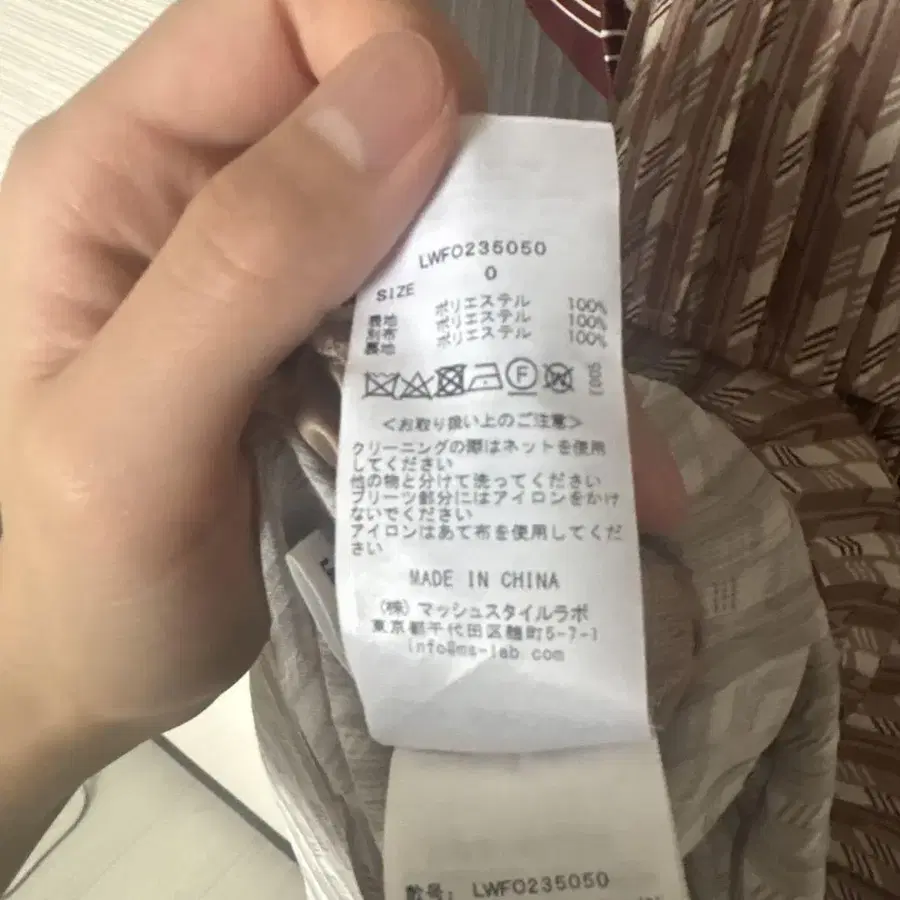 LWFO235050
SIZE 0
表地 ポリエステル 100%
別布 ポリエステル 100%
裏地 ポリエステル 100%
F
W
<お取り扱い上のご注意>
クリーニングの際はネットを使用
してください
他の物と分けて洗ってください
プリーツ部分にはアイロンをかけ
ないでください
アイロンはあて布を使用してくだ
さい
MADE IN CHINA
(株)マッシュスタイルラボ
東京都千代田区麹町5-7-1
info@ms-lab.com
款号: LWFO235050